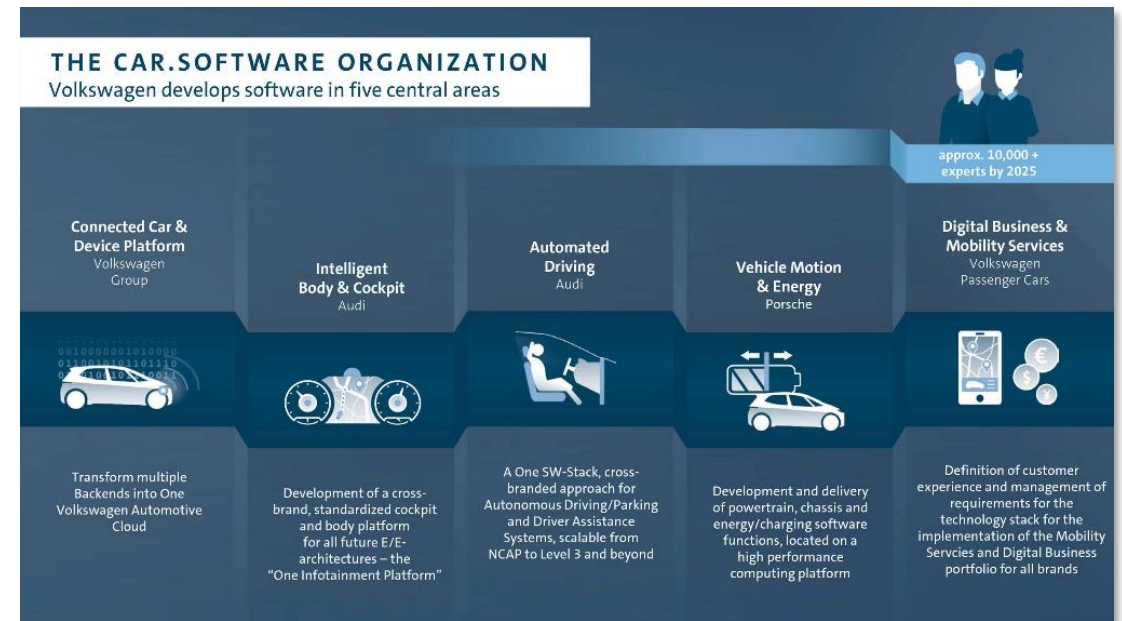 THE CAR.SOFTWARE ORGANIZATION
Volkswagen develops software in five central areas
approx. 10,000 +
experts by 2025
Connected Car &
Device Platform
Volkswagen
Group
Transform multiple
Backends into One
Volkswagen Automotive
Cloud
Intelligent
Body & Cockpit
Audi
Development of a cross-
brand, standardized cockpit
and body platform
for all future E/E-
architectures – the
“One Infotainment Platform”
Automated
Driving
Audi
A One SW-Stack, cross-
branded approach for
Autonomous Driving/Parking
and Driver Assistance
Systems, scalable from
NCAP to Level 3 and beyond
Vehicle Motion
& Energy
Porsche
Development and delivery
of powertrain, chassis and
energy/charging software
functions, located on a
high performance
computing platform
Digital Business &
Mobility Services
Volkswagen
Passenger Cars
€
$
¥
Definition of customer
experience and management of
requirements for the
technology stack for the
implementation of the Mobility
Servcies and Digital Business
portfolio for all brands